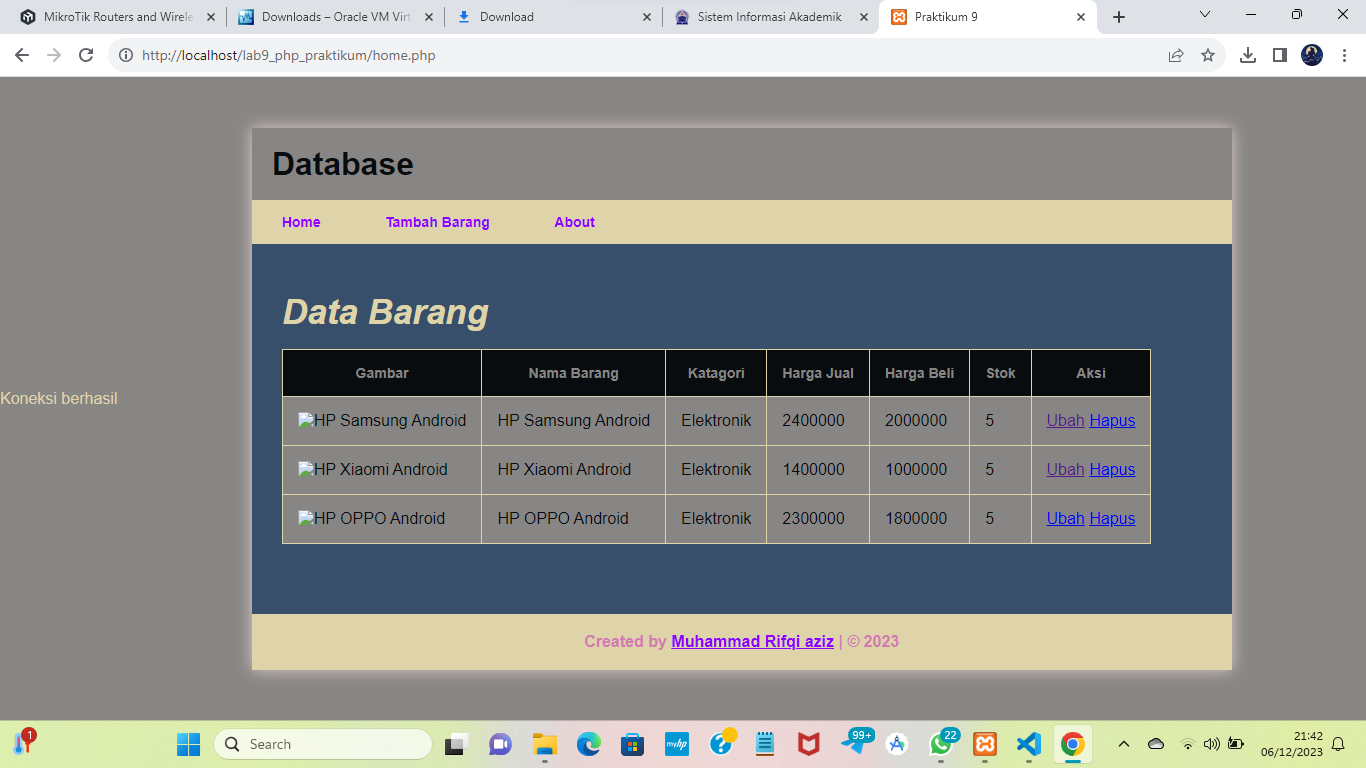 MikroTik Routers and Wirele
Downloads – Oracle VM Virt
Download
Sistem Informasi Akademik
Praktikum 9
http://localhost/lab9_php_praktikum/home.php
Database
Home Tambah Barang About
Data Barang
Gambar Nama Barang Katagori Harga Jual Harga Beli Stok Aksi
Koneksi berhasil
HP Samsung Android HP Samsung Android Elektronik 2400000 2000000 5 Ubah Hapus
HP Xiaomi Android HP Xiaomi Android Elektronik 1400000 1000000 5 Ubah Hapus
HP OPPO Android HP OPPO Android Elektronik 2300000 1800000 5 Ubah Hapus
Created by Muhammad Rifqi aziz | © 2023
1
Search
myhp
99+
22
21:42
06/12/2023